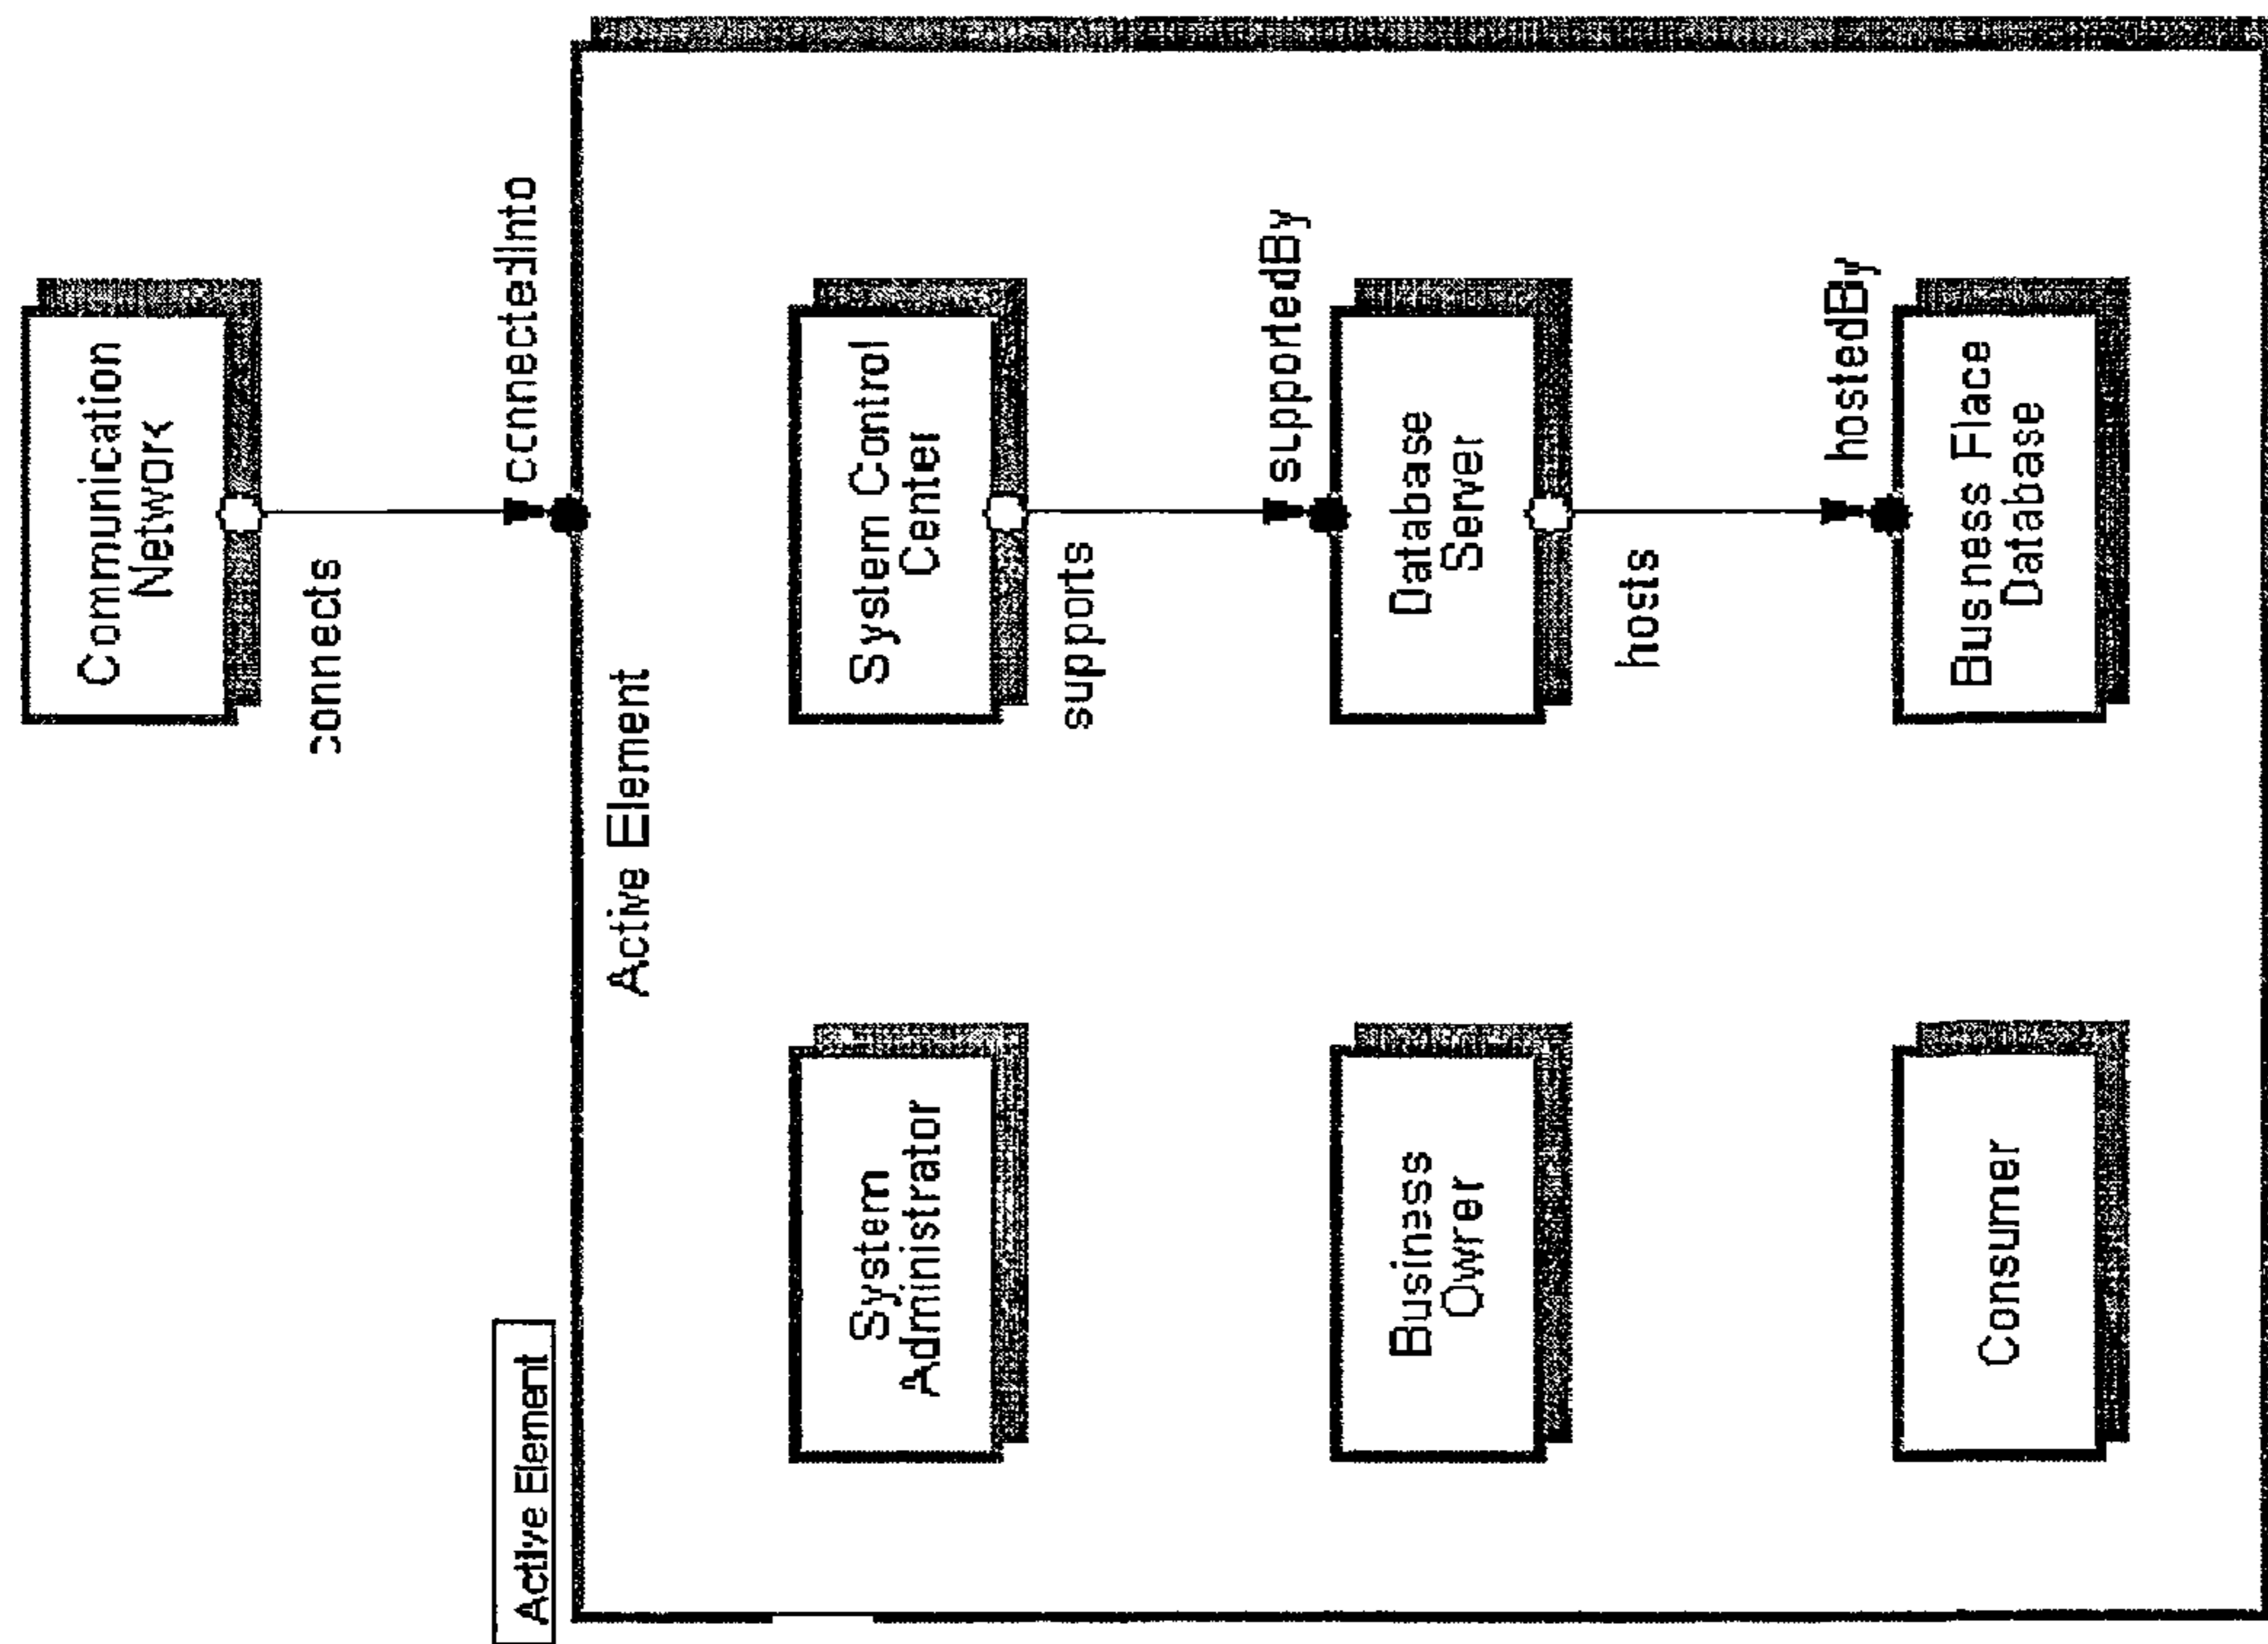 Communication
Network
connects
connectedInto
Active Element
Active Element
System
Administrator
System Control
Center
supports
supportedBy
Business
Owner
Database
Server
hosts
hostedBy
Consumer
Business Place
Database